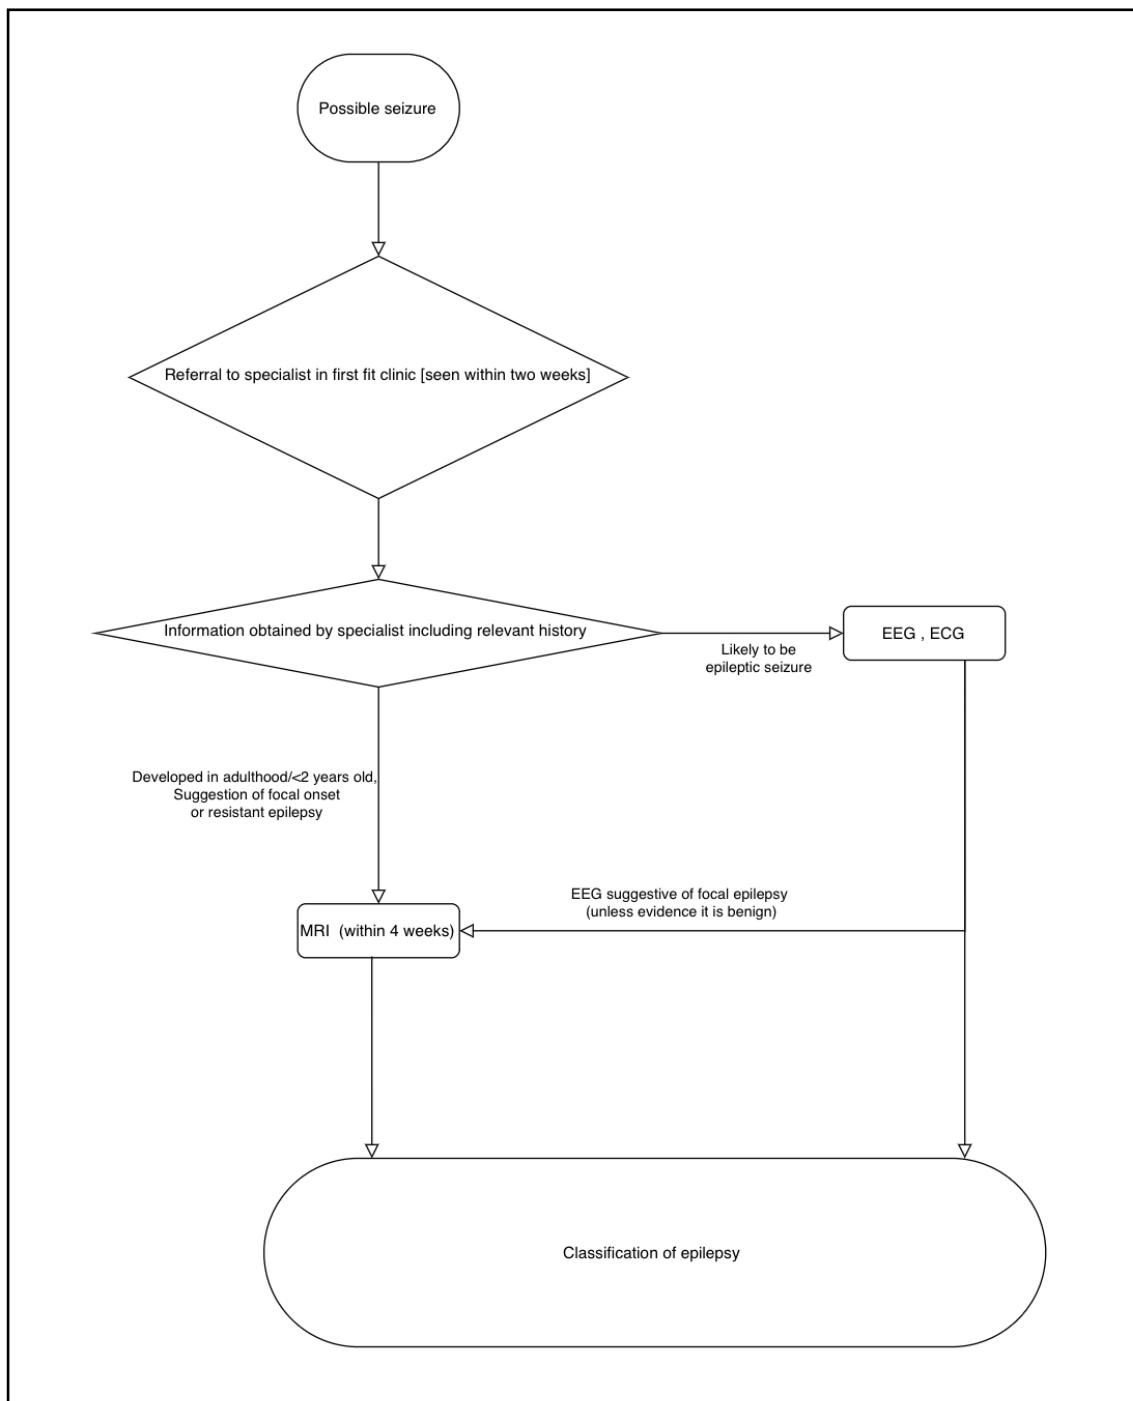 Possible seizure
Referral to specialist in first fit clinic [seen within two weeks]
Information obtained by specialist including relevant history
EEG , ECG
Likely to be
epileptic seizure
Developed in adulthood/<2 years old,
Suggestion of focal onset
or resistant epilepsy
EEG suggestive of focal epilepsy
(unless evidence it is benign)
MRI  (within 4 weeks)
Classification of epilepsy